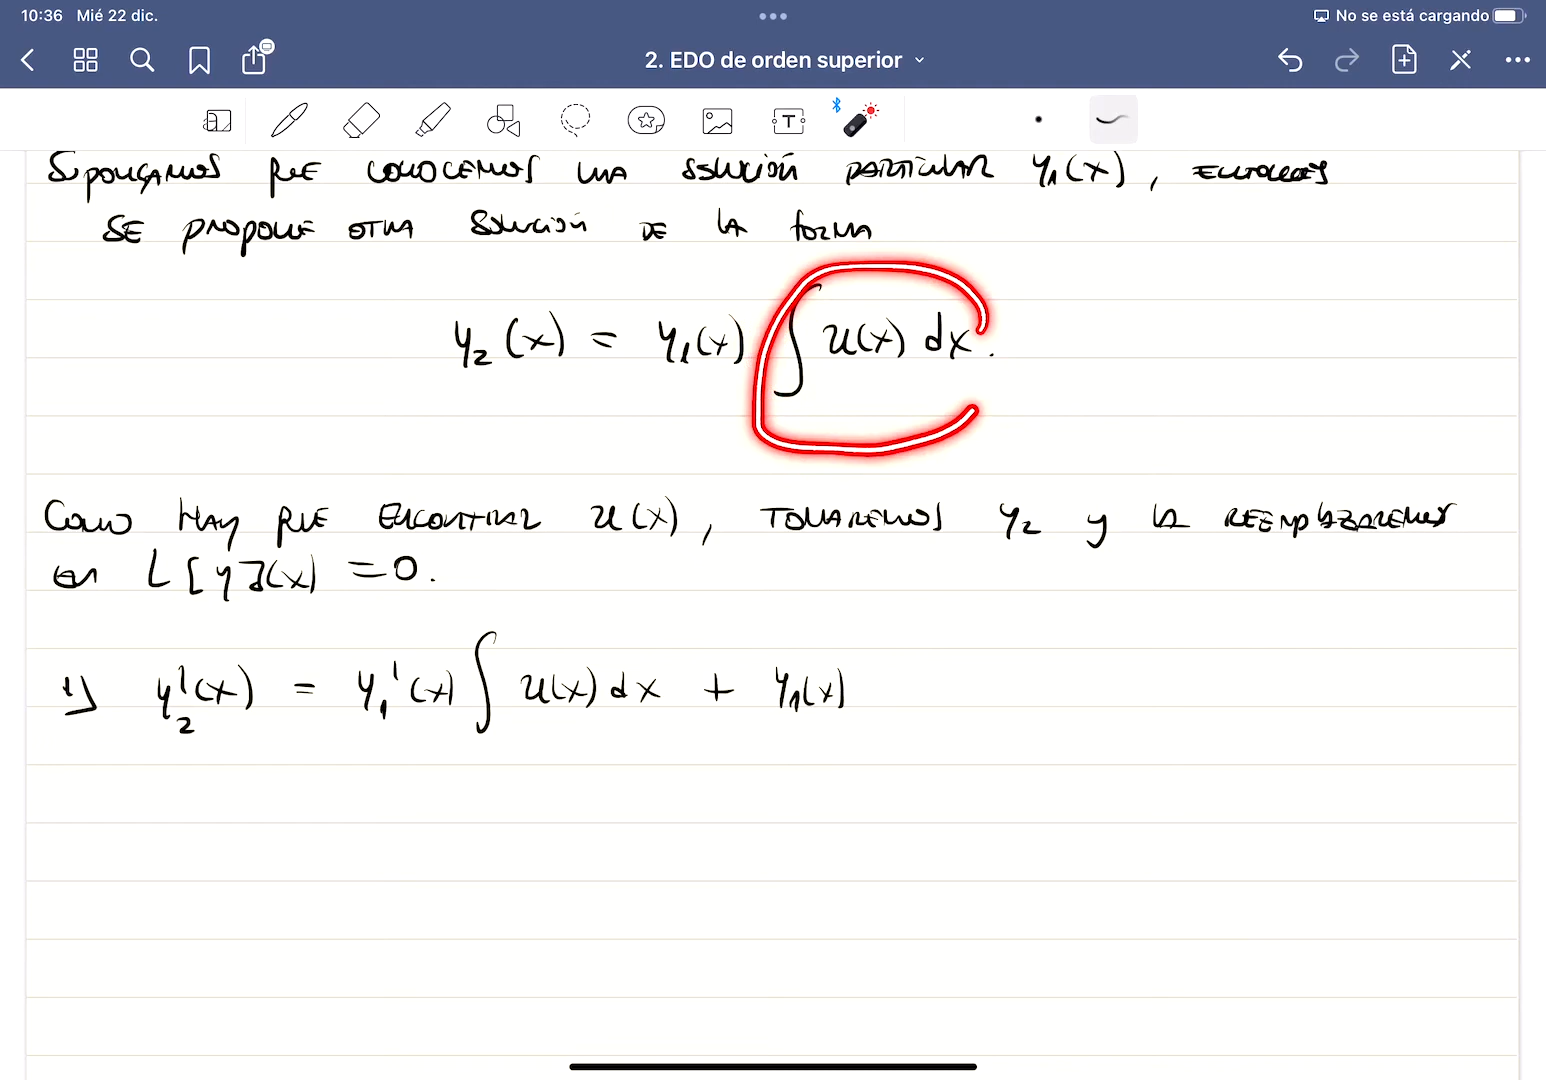 10:36 Mié 22 dic.
No se está cargando
2. EDO de orden superior
T
Supongamos que conocemos una solución particular y₁(x), entonces
se propone otra solución de la forma
y₂(x) = y₁(x) ∫ u(x) dx.
Como hay que encontrar u(x), tomaremos y₂ y la reemplazaremos
en L[y](x) = 0.
1) y₂'(x) = y₁'(x) ∫ u(x) dx + y₁(x)